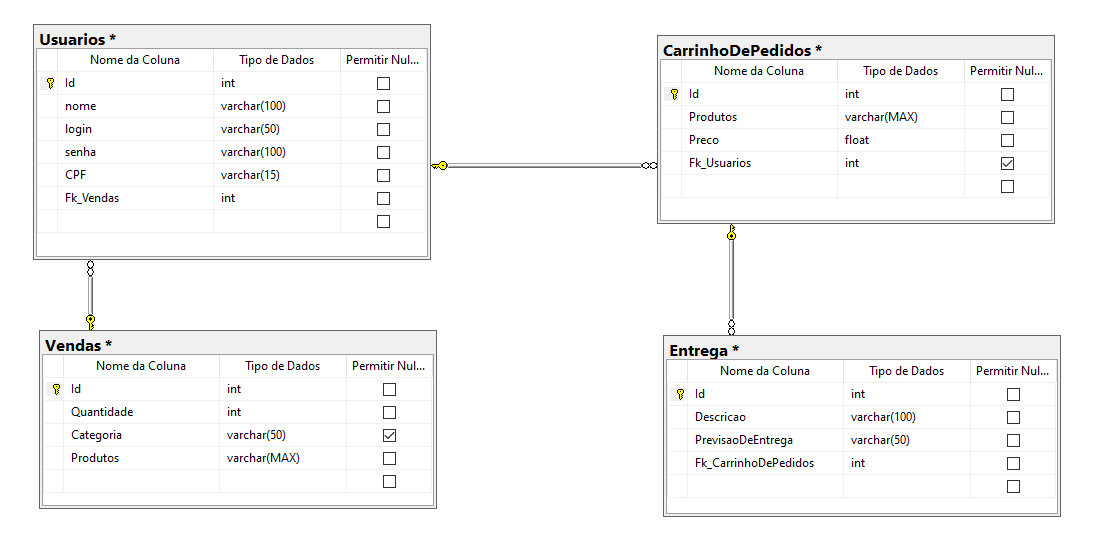 Usuarios *
Nome da Coluna Tipo de Dados Permitir Nul...
Id int
nome varchar(100)
login varchar(50)
senha varchar(100)
CPF varchar(15)
Fk_Vendas int
CarrinhoDePedidos *
Nome da Coluna Tipo de Dados Permitir Nul...
Id int
Produtos varchar(MAX)
Preco float
Fk_Usuarios int
Vendas *
Nome da Coluna Tipo de Dados Permitir Nul...
Id int
Quantidade int
Categoria varchar(50)
Produtos varchar(MAX)
Entrega *
Nome da Coluna Tipo de Dados Permitir Nul...
Id int
Descricao varchar(100)
PrevisaoDeEntrega varchar(50)
Fk_CarrinhoDePedidos int